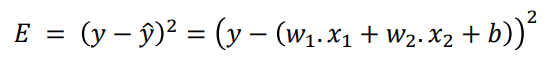 E = (y − ŷ)² = (y − (w₁. x₁ + w₂. x₂ + b))²